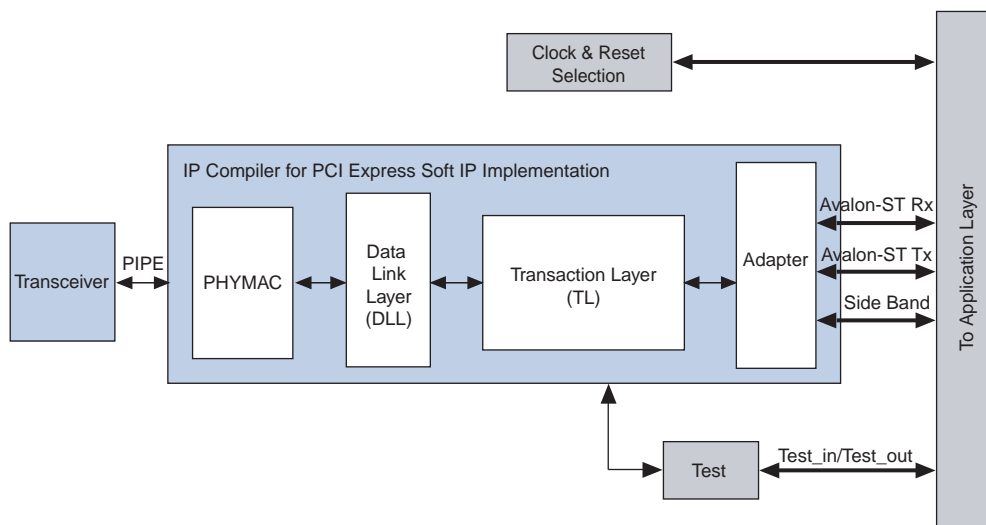 Clock & Reset
Selection
IP Compiler for PCI Express Soft IP Implementation
Transceiver
PIPE
PHYMAC
Data
Link
Layer
(DLL)
Transaction Layer
(TL)
Adapter
Avalon-ST Rx
Avalon-ST Tx
Side Band
To Application Layer
Test
Test_in/Test_out